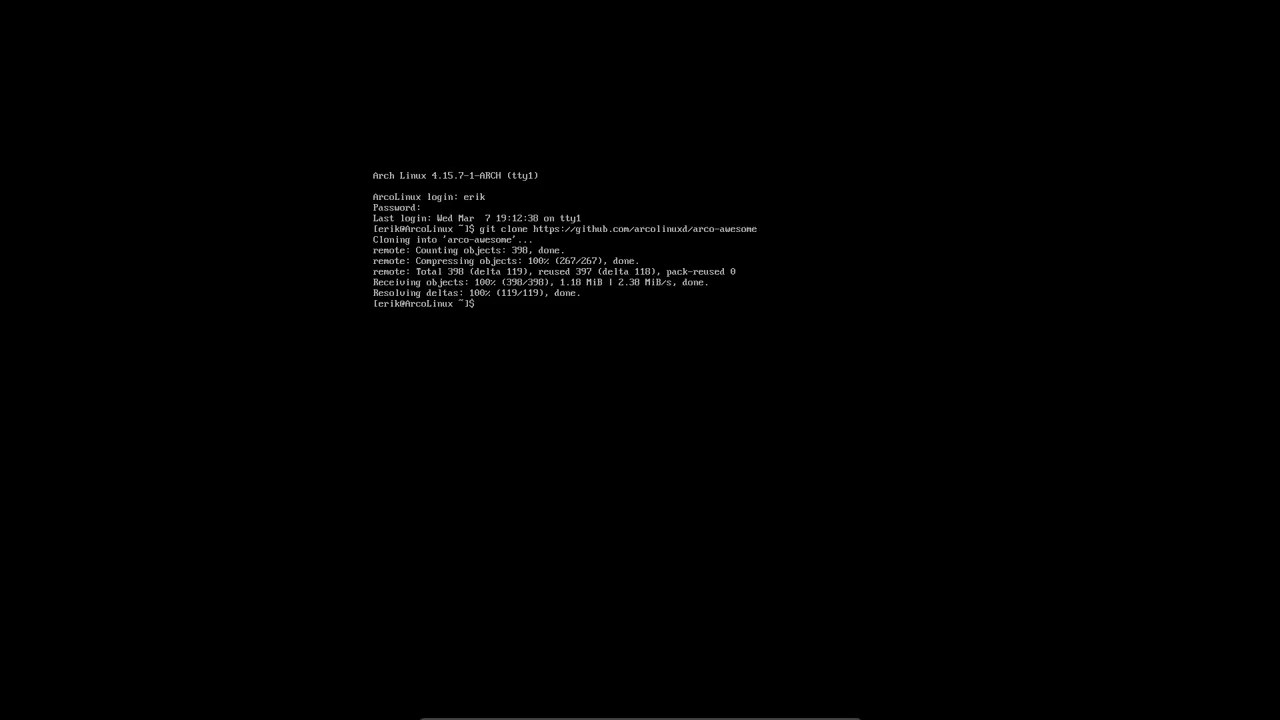 Arch Linux 4.15.7-1-ARCH (tty1)
ArcoLinux login: erik
Password:
Last login: Wed Mar  7 19:12:38 on tty1
[erik@ArcoLinux ~]$ git clone https://github.com/arcolinuxd/arco-awesome
Cloning into 'arco-awesome'...
remote: Counting objects: 398, done.
remote: Compressing objects: 100% (267/267), done.
remote: Total 398 (delta 119), reused 397 (delta 118), pack-reused 0
Receiving objects: 100% (398/398), 1.18 MiB | 2.38 MiB/s, done.
Resolving deltas: 100% (119/119), done.
[erik@ArcoLinux ~]$